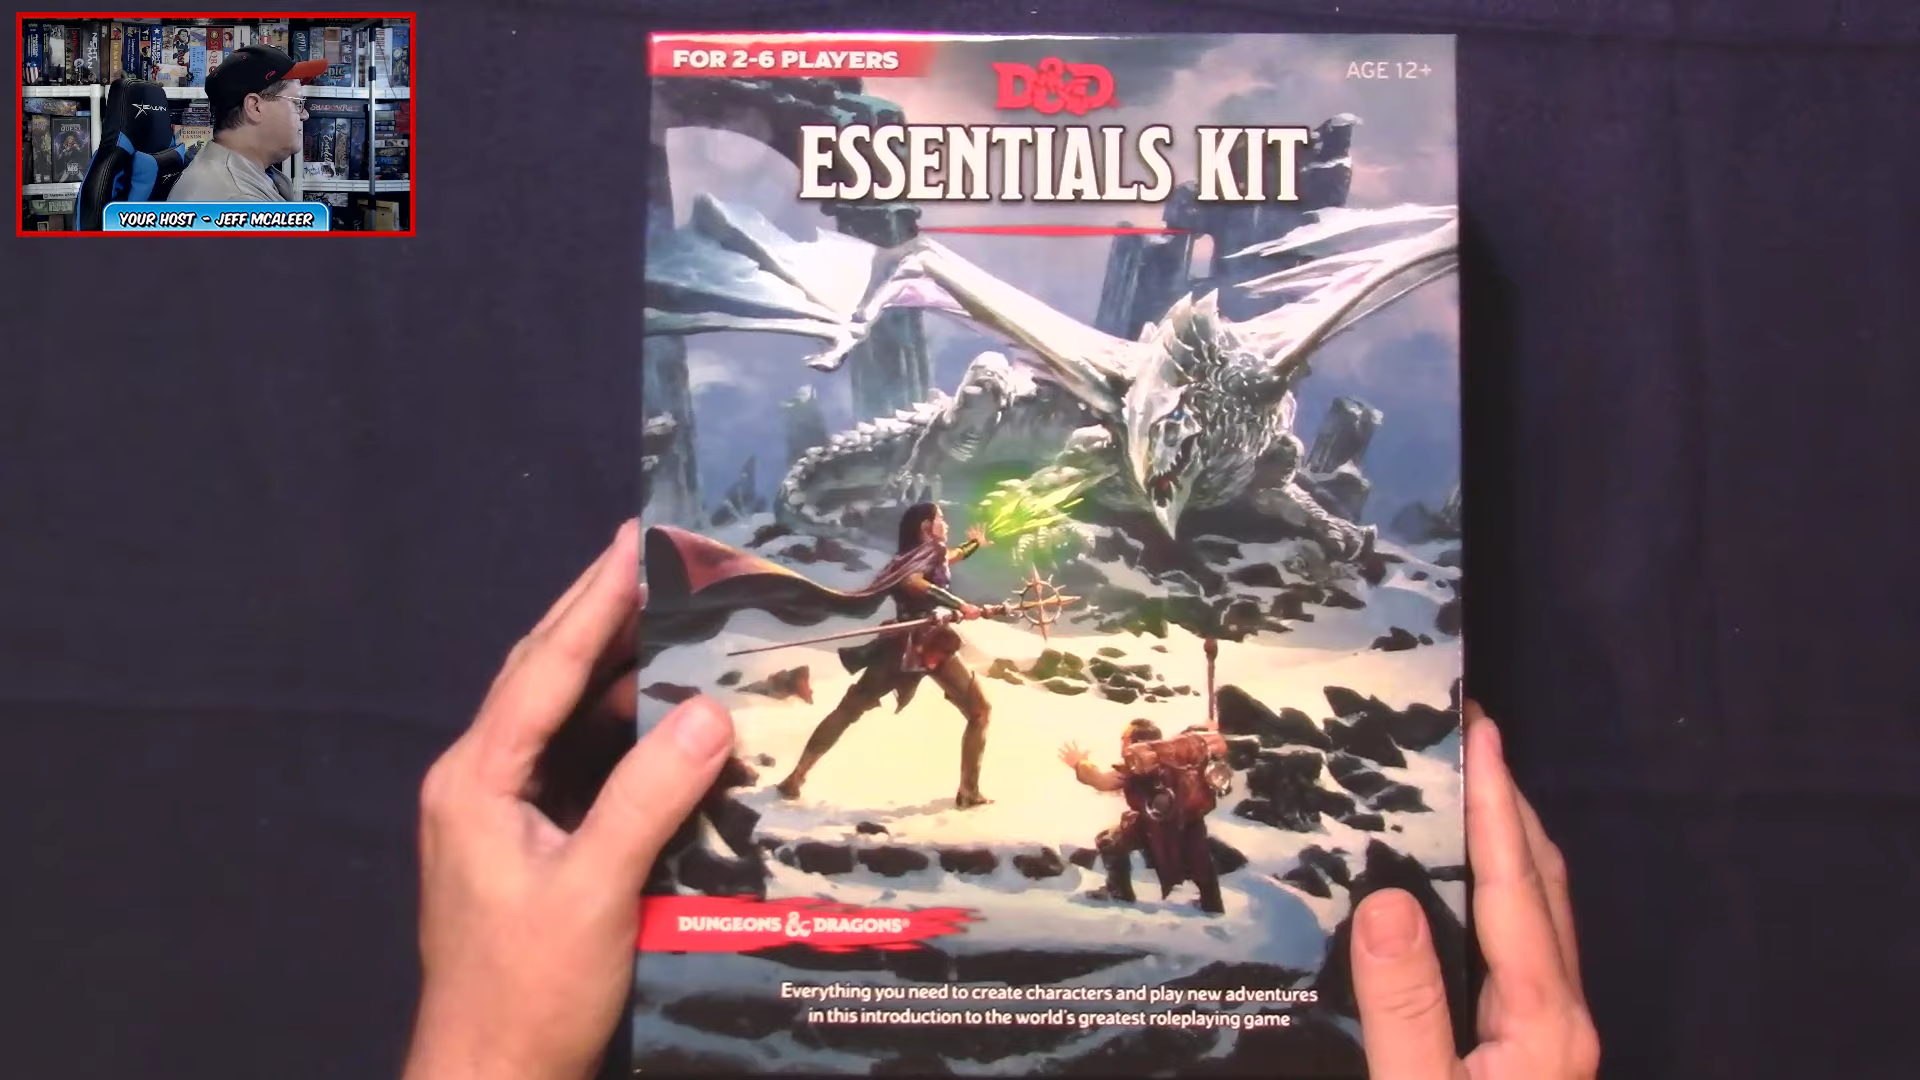 FOR 2-6 PLAYERS
D&D
AGE 12+
ESSENTIALS KIT
EWIN
YOUR HOST - JEFF MCALEER
DUNGEONS & DRAGONS®
Everything you need to create characters and play new adventures
in this introduction to the world's greatest roleplaying game